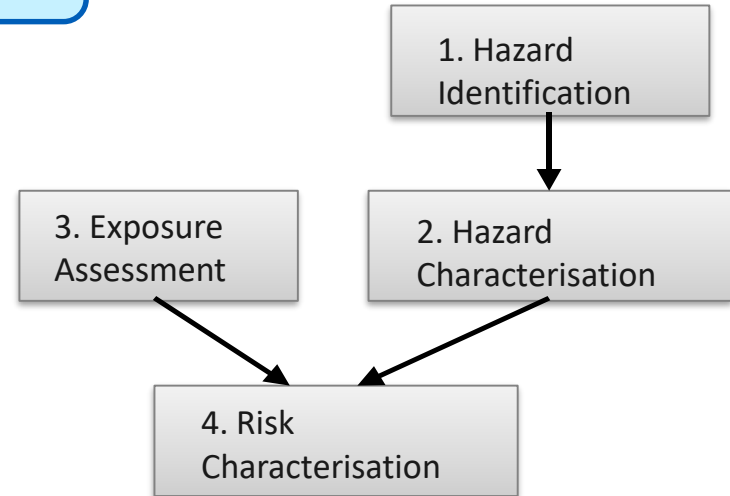 1. Hazard
Identification
3. Exposure
Assessment
2. Hazard
Characterisation
4. Risk
Characterisation